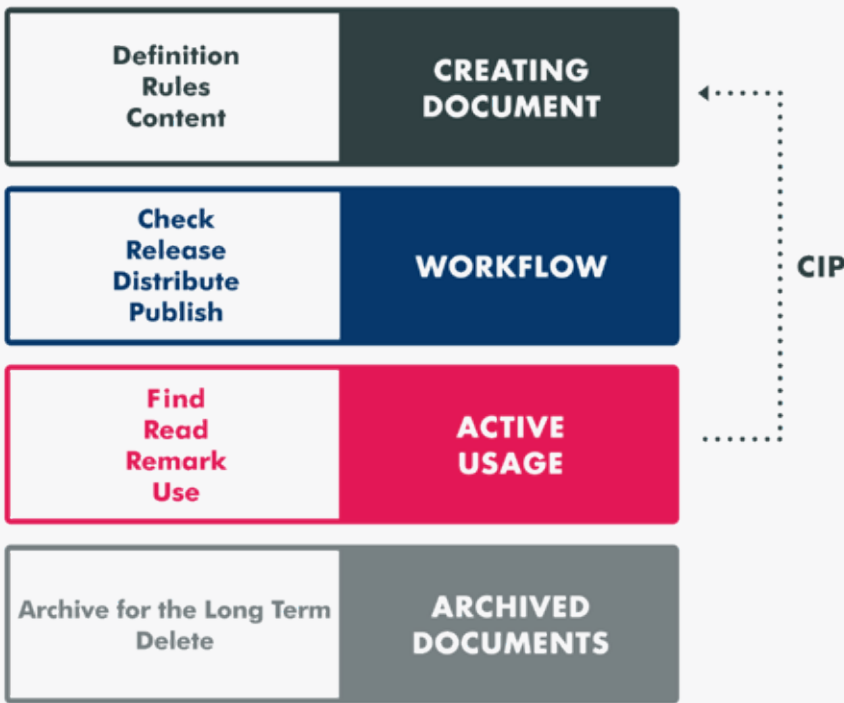 Definition
Rules
Content
CREATING
DOCUMENT
Check
Release
Distribute
Publish
WORKFLOW
CIP
Find
Read
Remark
Use
ACTIVE
USAGE
Archive for the Long Term
Delete
ARCHIVED
DOCUMENTS